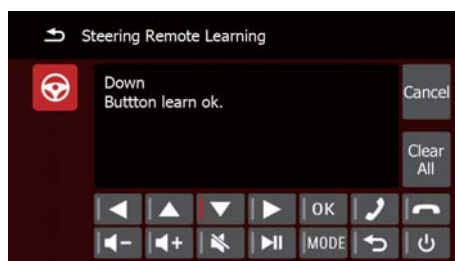 Steering Remote Learning
Down
Buttton learn ok.
Cancel
Clear
All
OK
MODE